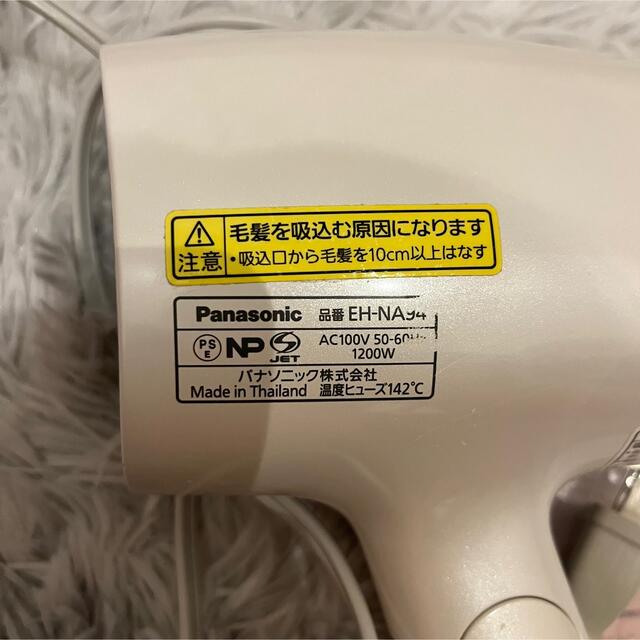 注意
毛髪を吸込む原因になります
・吸込口から毛髪を10cm以上はなす
Panasonic 品番 EH-NA94
PS
E NP S JET AC100V 50-60Hz
1200W
パナソニック株式会社
Made in Thailand 温度ヒューズ142℃